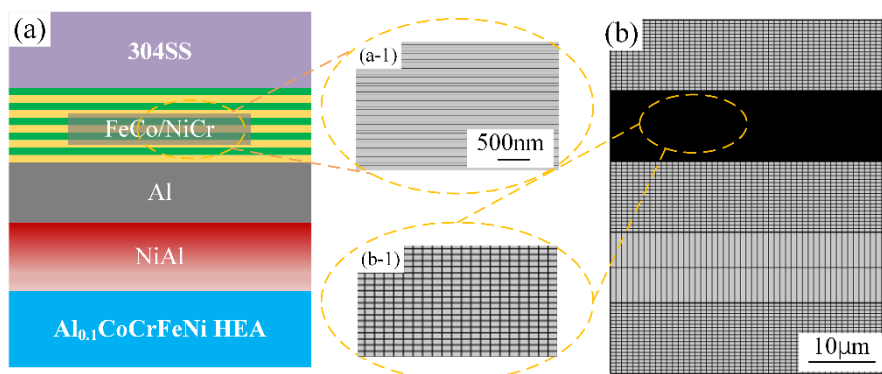 (a)
304SS
FeCo/NiCr
Al
NiAl
Al₀.₁CoCrFeNi HEA
(a-1)
500nm
(b-1)
(b)
10μm